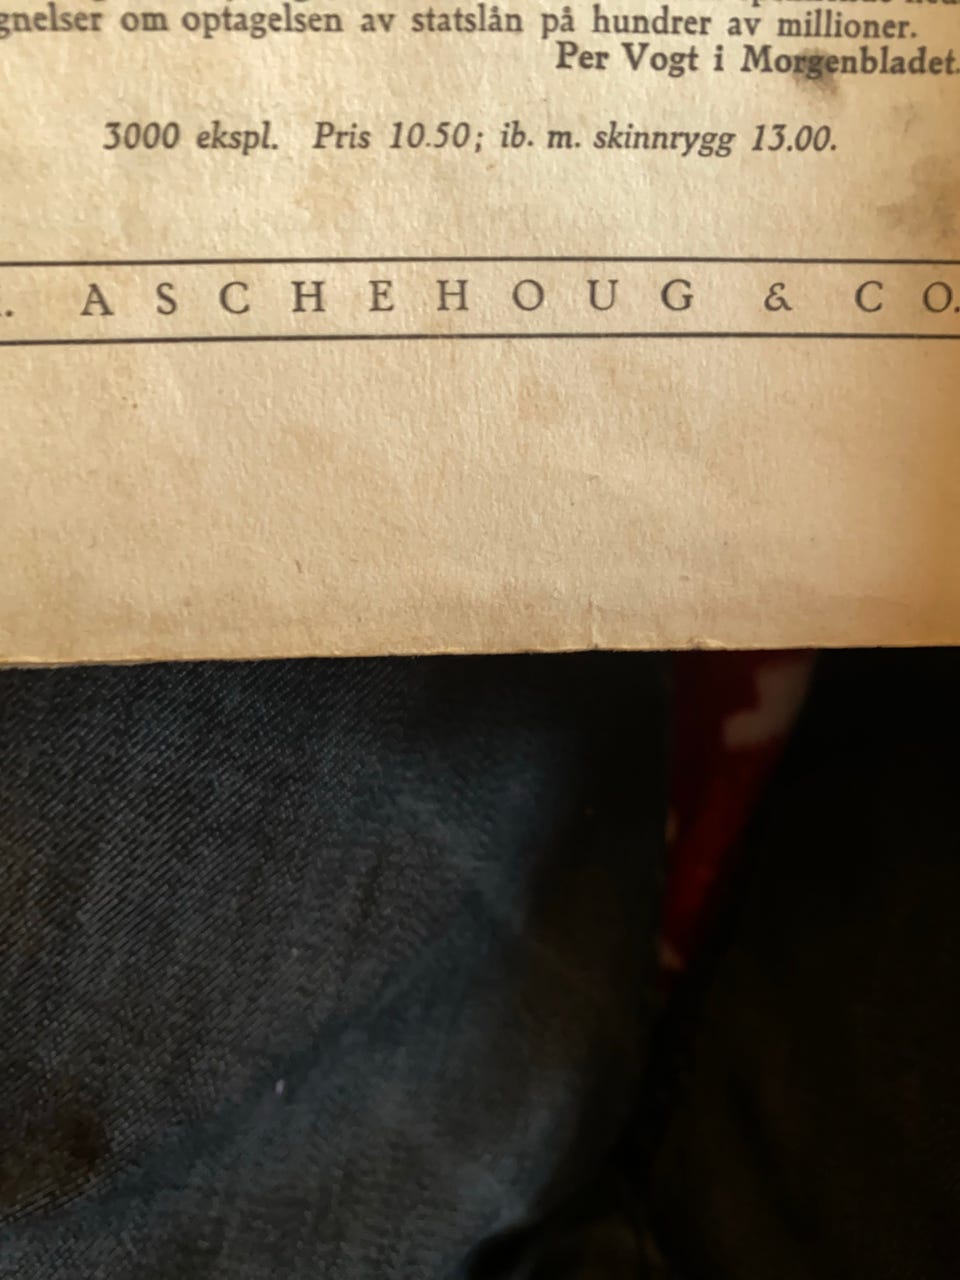 gnelser om optagelsen av statslån på hundrer av millioner.
Per Vogt i Morgenbladet.
3000 ekspl. Pris 10.50; ib. m. skinnrygg 13.00.
. ASCHEHOUG & CO.